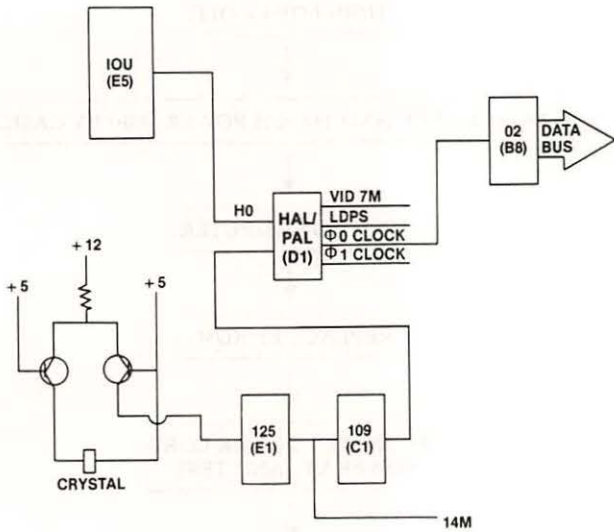 IOU
(E5)
02
(B8)
DATA
BUS
H0
HAL/
PAL
(D1)
VID 7M
LDPS
Φ0 CLOCK
Φ1 CLOCK
+12
+5
+5
125
(E1)
109
(C1)
CRYSTAL
14M